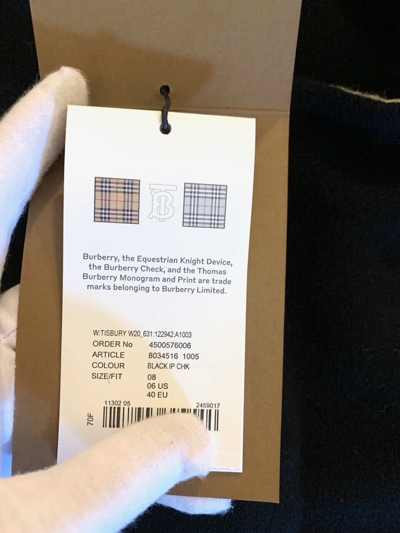 Burberry, the Equestrian Knight Device,
the Burberry Check, and the Thomas
Burberry Monogram and Print are trade
marks belonging to Burberry Limited.
W:TISBURY W20_631:122942:A1003
ORDER No 4500576006
ARTICLE 8034516 1005
COLOUR BLACK IP CHK
SIZE/FIT 08
06 US
40 EU
11302 05 2459017
70F